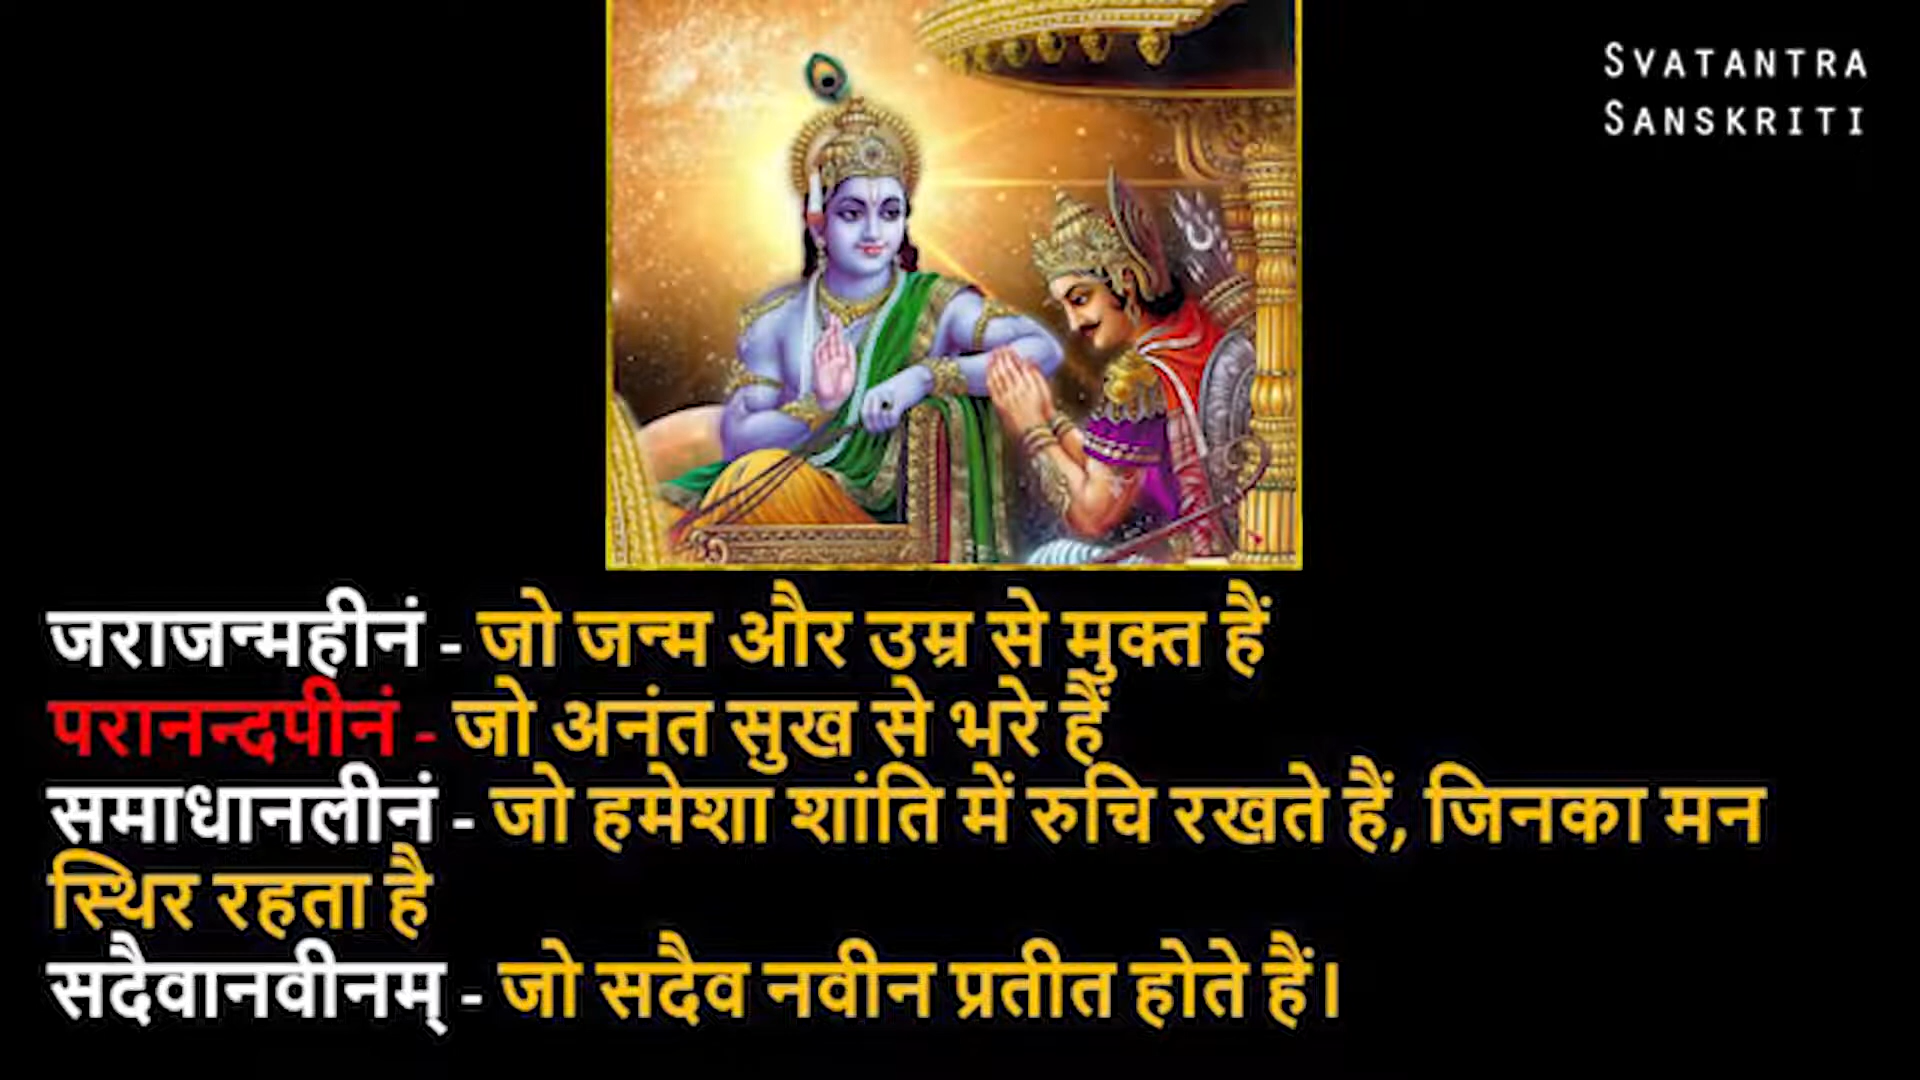 SVATANTRA
SANSKRITI
जराजन्महीनं - जो जन्म और उम्र से मुक्त हैं
परानन्दपीनं - जो अनंत सुख से भरे हैं
समाधानलीनं - जो हमेशा शांति में रुचि रखते हैं, जिनका मन
स्थिर रहता है
सदैवानवीनम् - जो सदैव नवीन प्रतीत होते हैं।